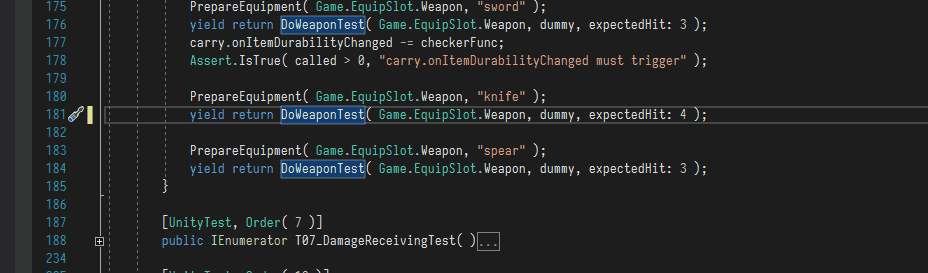 175 PrepareEquipment( Game.EquipSlot.Weapon, "sword" );
176 yield return DoWeaponTest( Game.EquipSlot.Weapon, dummy, expectedHit: 3 );
177 carry.onItemDurabilityChanged -= checkerFunc;
178 Assert.IsTrue( called > 0, "carry.onItemDurabilityChanged must trigger" );
179
180 PrepareEquipment( Game.EquipSlot.Weapon, "knife" );
181 yield return DoWeaponTest( Game.EquipSlot.Weapon, dummy, expectedHit: 4 );
182
183 PrepareEquipment( Game.EquipSlot.Weapon, "spear" );
184 yield return DoWeaponTest( Game.EquipSlot.Weapon, dummy, expectedHit: 3 );
185 }
186
187 [UnityTest, Order( 7 )]
188 public IEnumerator T07_DamageReceivingTest( )...
234